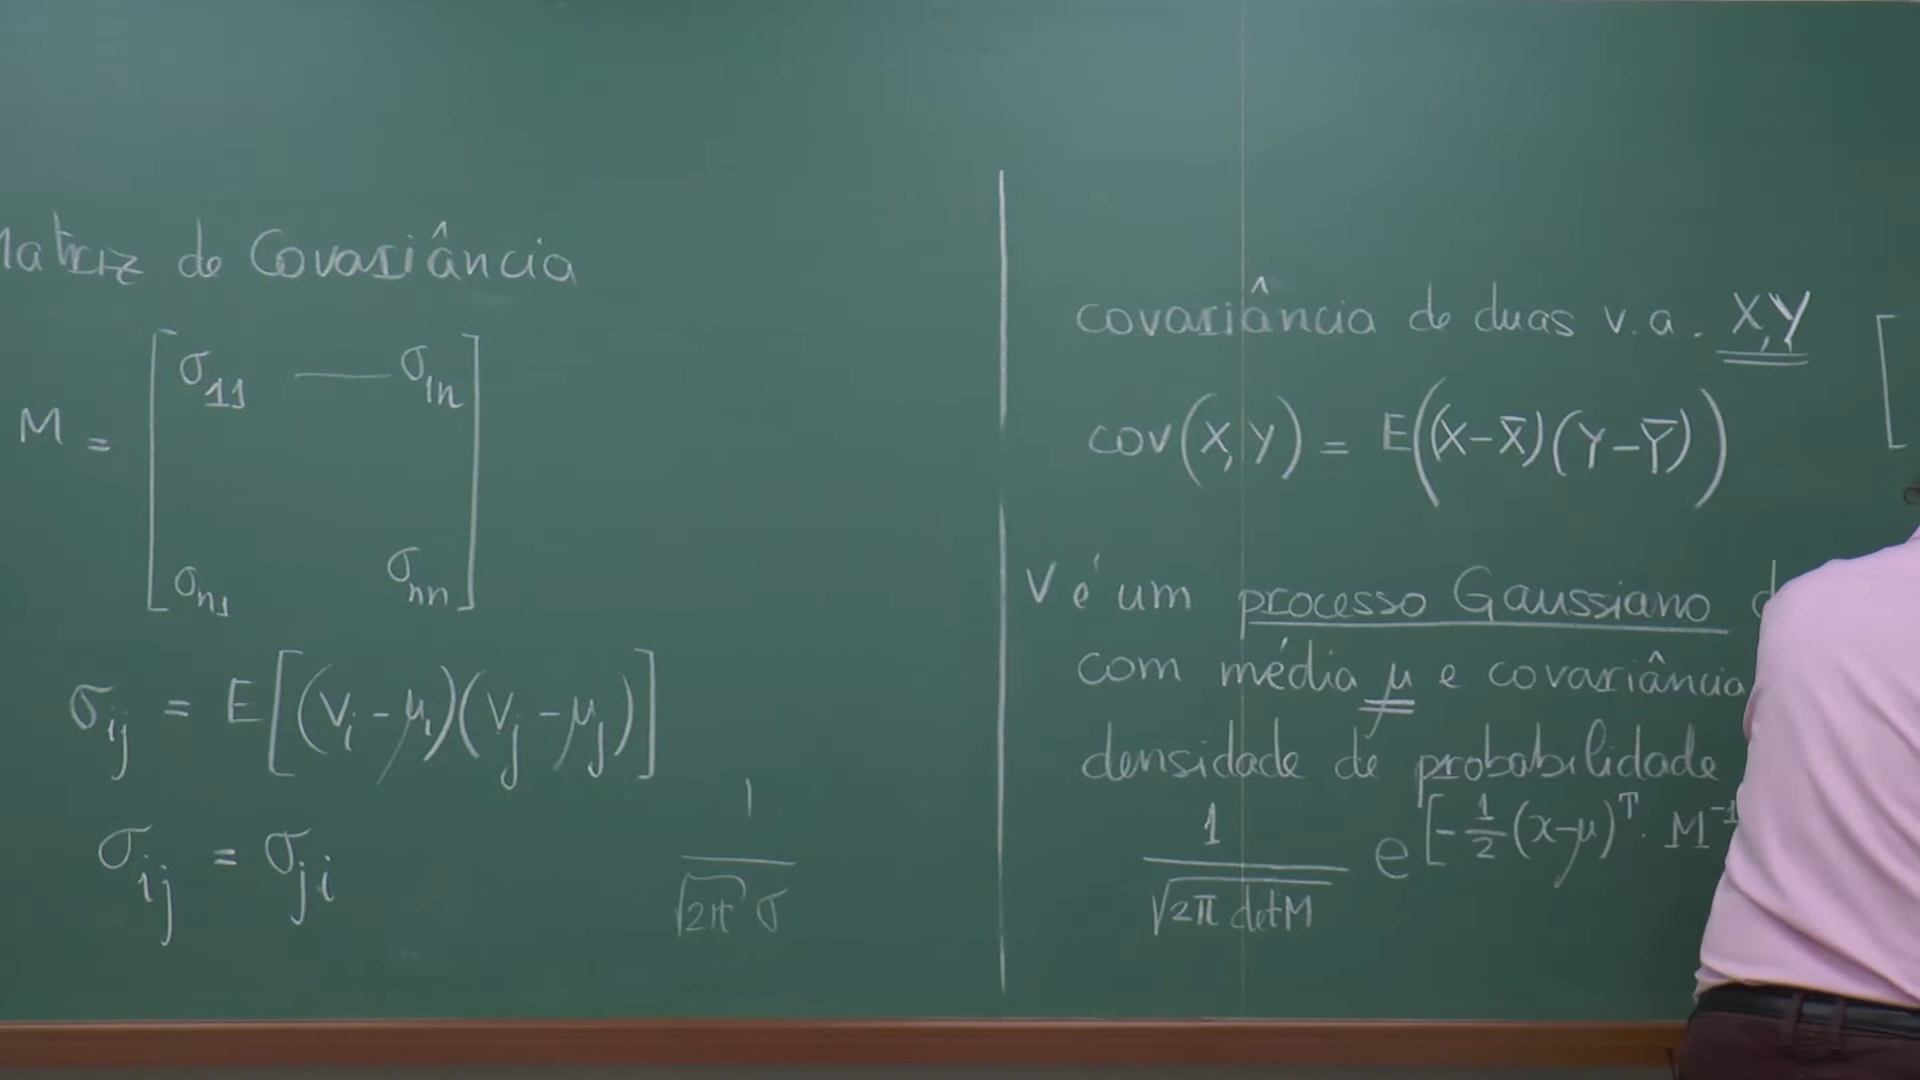 Matriz de Covariância
M = [ σ11 — σ1n
σn1 σnn ]
σij = E[(Vi - μi)(Vj - μj)]
σij = σji
1 / √2π σ
covariância de duas v.a. X,Y
cov(X,Y) = E((X-X̄)(Y-Ȳ))
V é um processo Gaussiano
com média μ e covariância
densidade de probabilidade
1 / √2π detM e^[-1/2 (x-μ)^T · M^-1